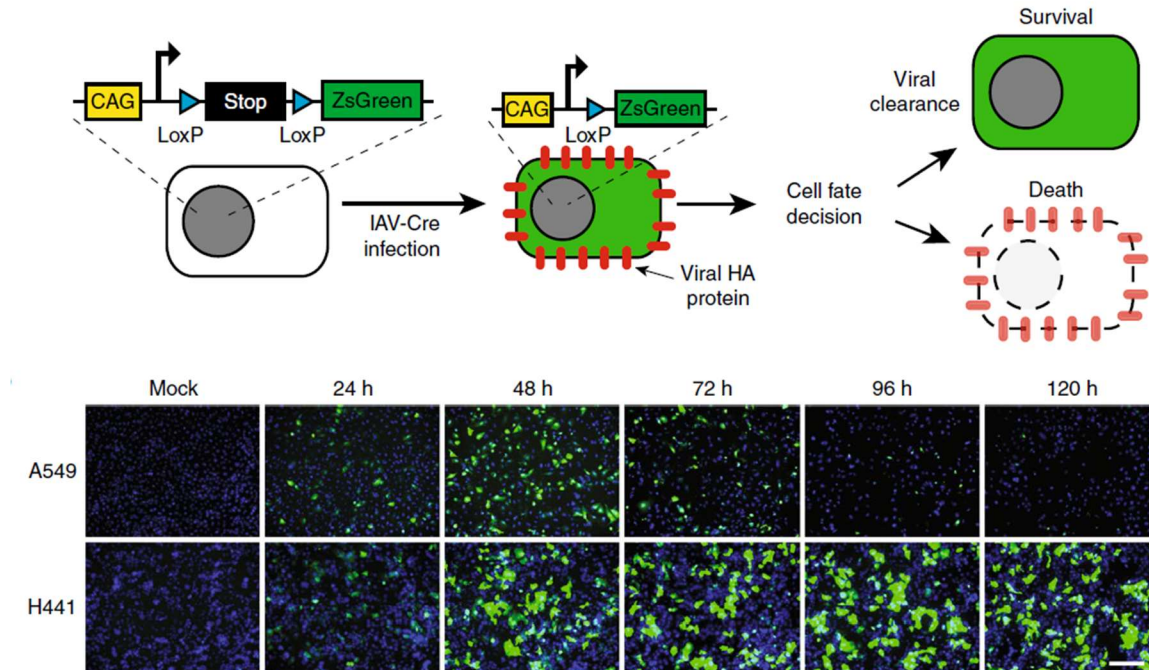 Survival
CAG
Stop
ZsGreen
LoxP
LoxP
CAG
ZsGreen
LoxP
Viral
clearance
IAV-Cre
infection
Cell fate
decision
Death
Viral HA
protein
Mock
24 h
48 h
72 h
96 h
120 h
A549
H441